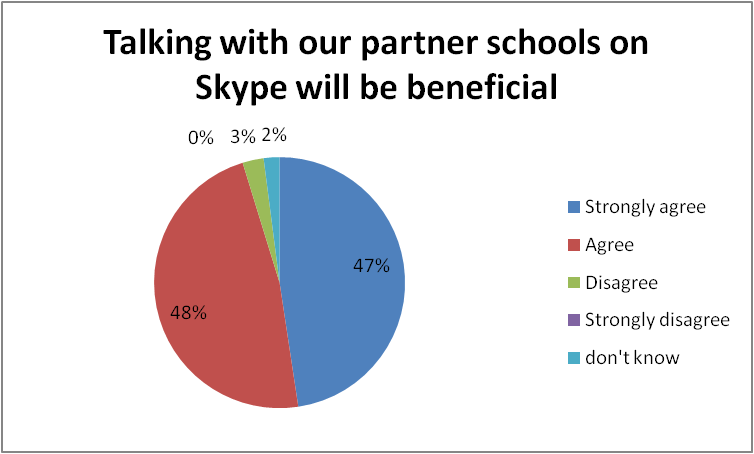 Talking with our partner schools on
Skype will be beneficial
0% 3% 2%
47%
48%
Strongly agree
Agree
Disagree
Strongly disagree
don't know